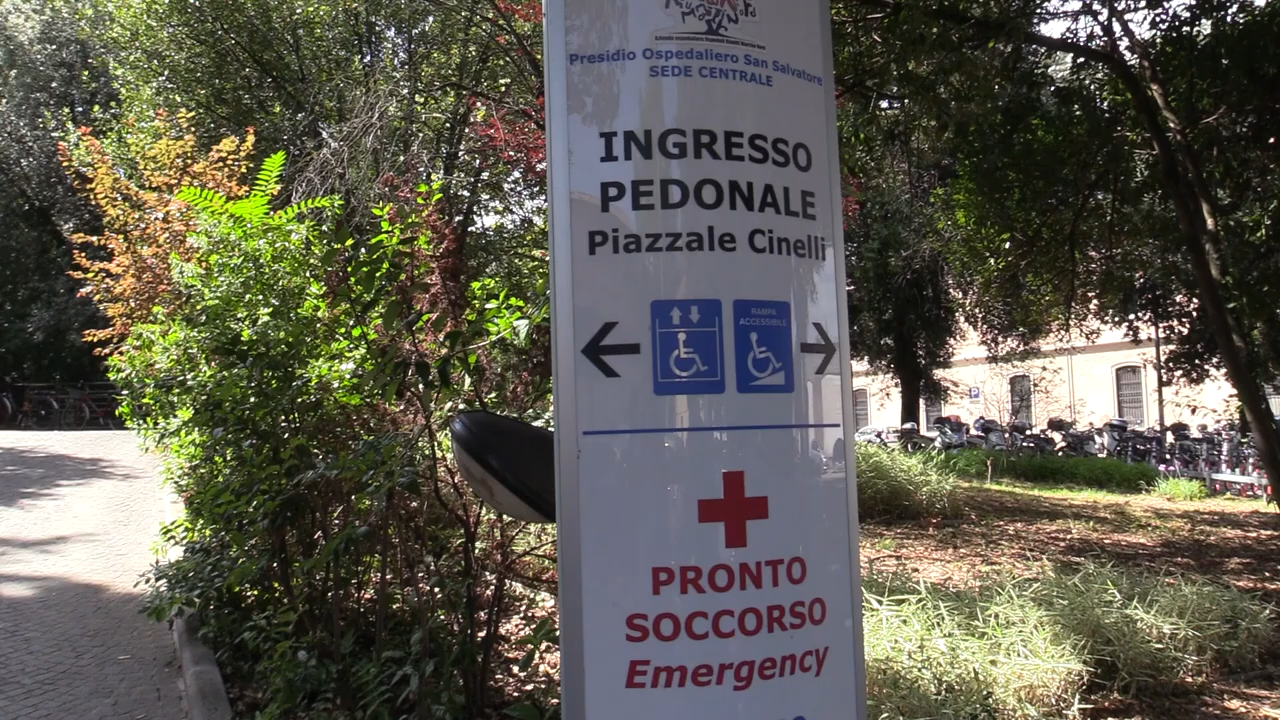 Presidio Ospedaliero San Salvatore
SEDE CENTRALE
INGRESSO
PEDONALE
Piazzale Cinelli
RAMPA
ACCESSIBILE
PRONTO
SOCCORSO
Emergency